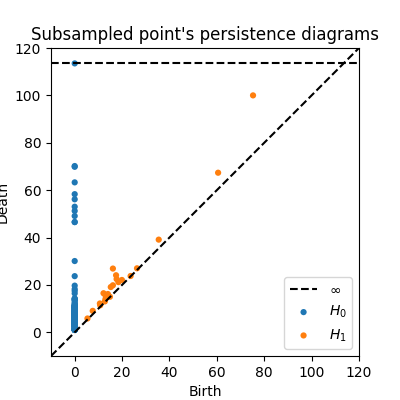 Subsampled point's persistence diagrams
120
100
80
60
40
20
0
Death
0 20 40 60 80 100 120
Birth
∞
H₀
H₁